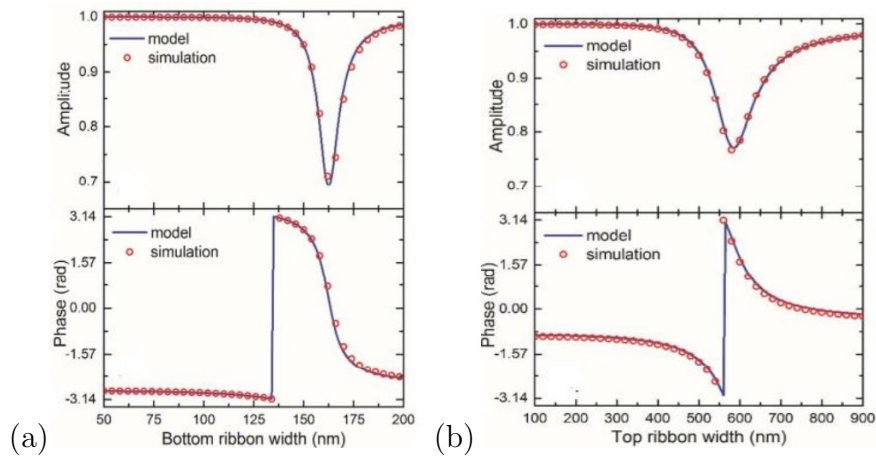 1.0
0.9
0.8
0.7
Amplitude
model
simulation
3.14
1.57
0.00
-1.57
-3.14
Phase (rad)
model
simulation
50 75 100 125 150 175 200
Bottom ribbon width (nm)
(a)
1.0
0.9
0.8
0.7
Amplitude
model
simulation
3.14
1.57
0.00
-1.57
-3.14
Phase (rad)
model
simulation
100 200 300 400 500 600 700 800 900
Top ribbon width (nm)
(b)